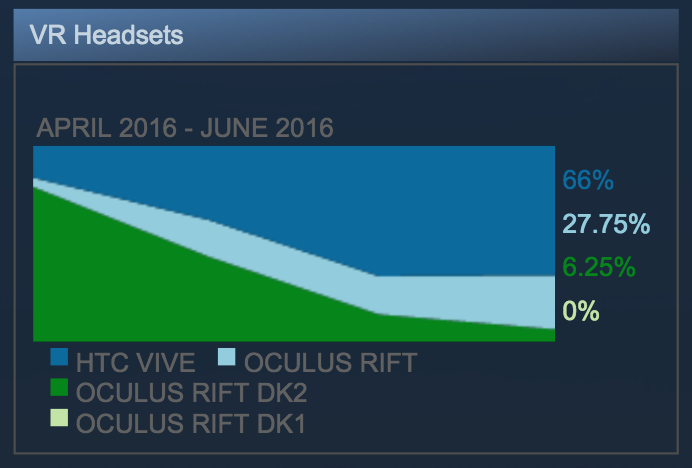 VR Headsets
APRIL 2016 - JUNE 2016
66%
27.75%
6.25%
0%
HTC VIVE OCULUS RIFT
OCULUS RIFT DK2
OCULUS RIFT DK1